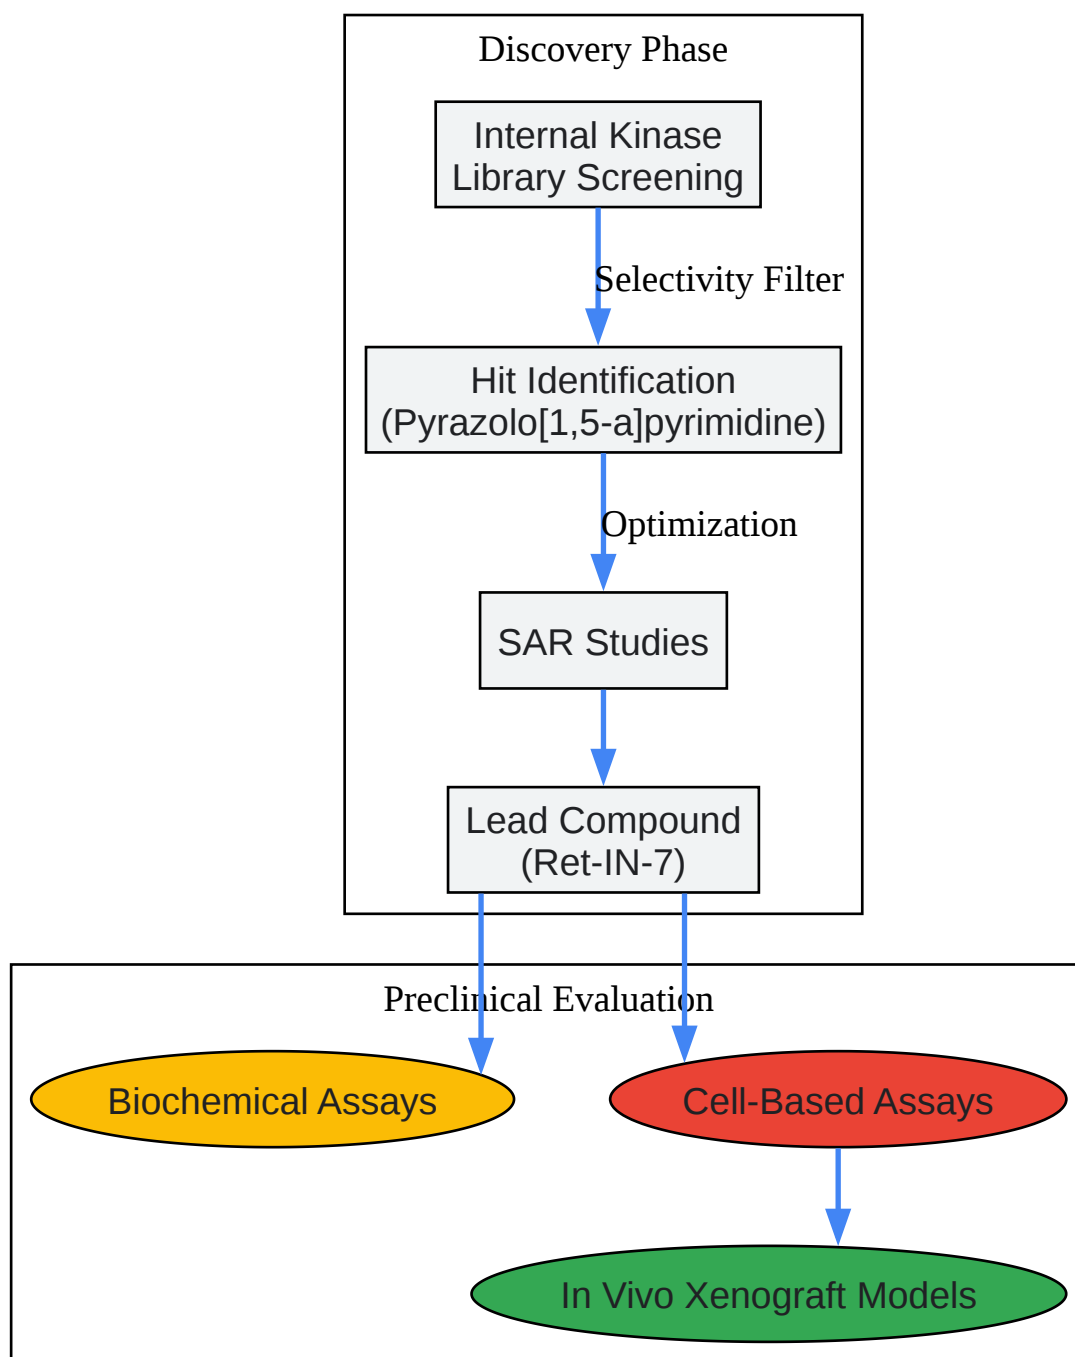 Discovery Phase
Internal Kinase
Library Screening
Selectivity Filter
Hit Identification
(Pyrazolo[1,5-a]pyrimidine)
Optimization
SAR Studies
Lead Compound
(Ret-IN-7)
Preclinical Evaluation
Biochemical Assays
Cell-Based Assays
In Vivo Xenograft Models